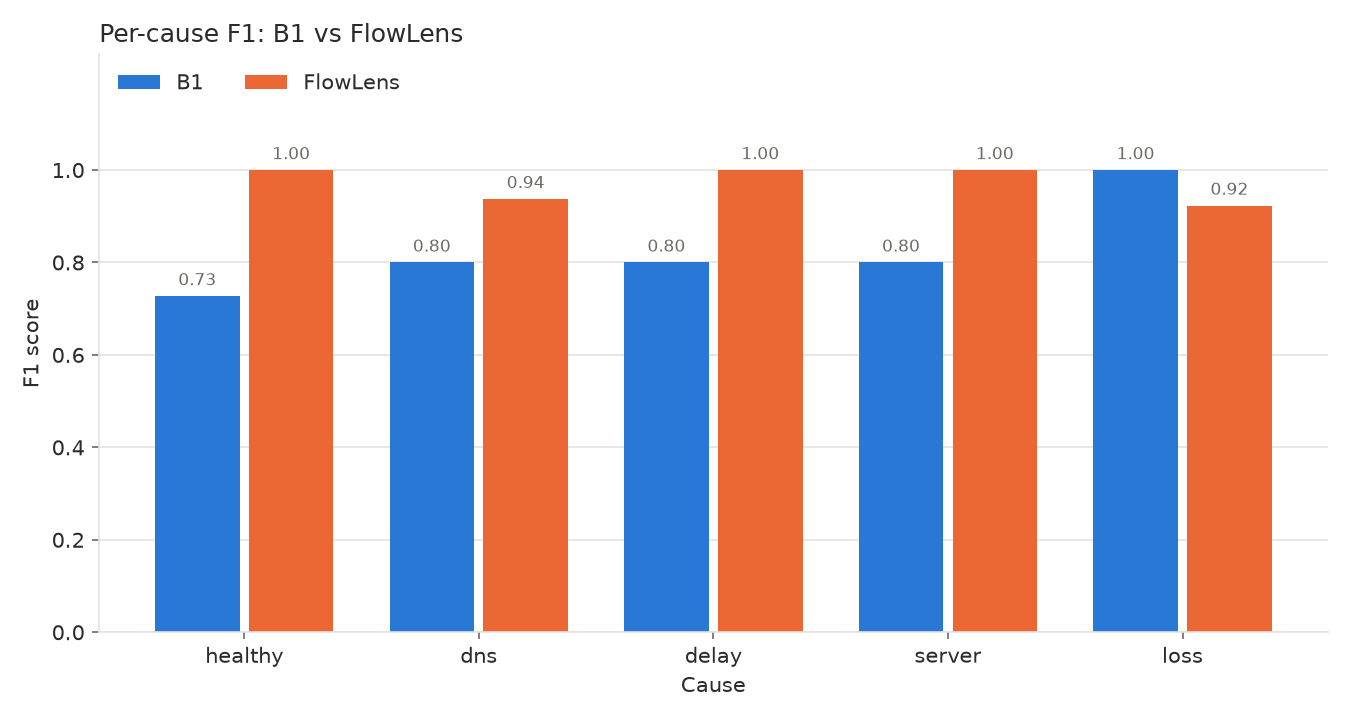 Per-cause F1: B1 vs FlowLens
B1 FlowLens
1.00 1.00 1.00 1.00
0.94 0.92
0.80 0.80 0.80
0.73
1.0
0.8
0.6
0.4
0.2
0.0
F1 score
healthy dns delay server loss
Cause